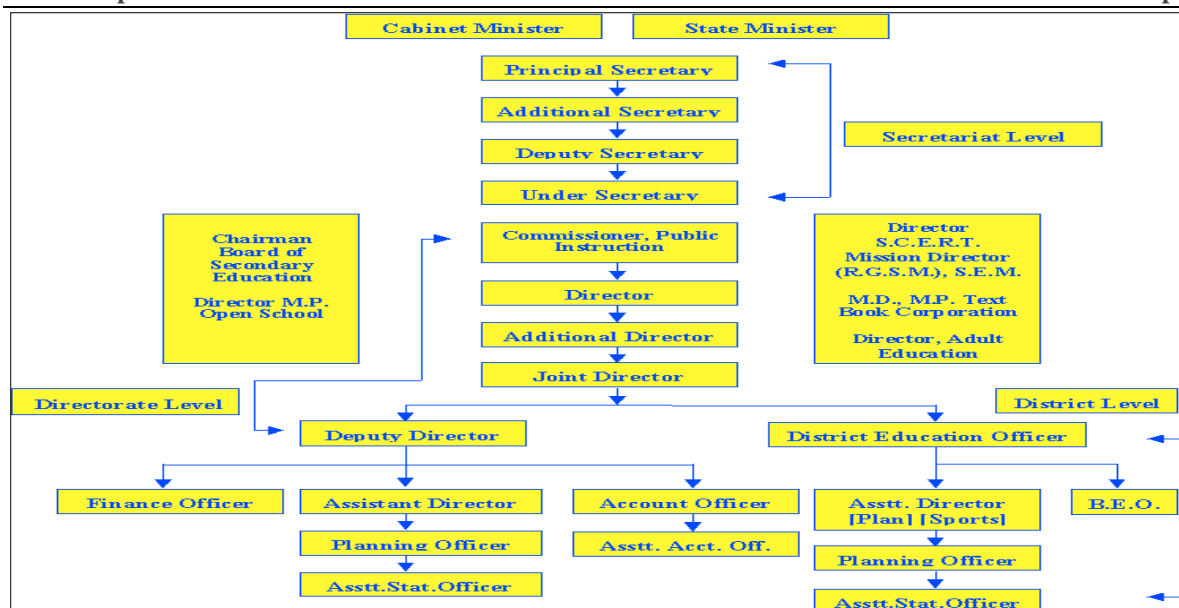 Cabinet Minister
State Minister
Principal Secretary
Additional Secretary
Secretariat Level
Deputy Secretary
Under Secretary
Chairman
Board of
Secondary
Education
Director M.P.
Open School
Commissioner, Public
Instruction
Director
S.C.E.R.T.
Mission Director
(R.G.S.M.), S.E.M.
M.D., M.P. Text
Book Corporation
Director, Adult
Education
Director
Additional Director
Joint Director
Directorate Level
District Level
Deputy Director
District Education Officer
Finance Officer
Assistant Director
Account Officer
Asstt. Director
[Plan] [Sports]
B.E.O.
Planning Officer
Asstt. Acct. Off.
Planning Officer
Asstt.Stat.Officer
Asstt.Stat.Officer